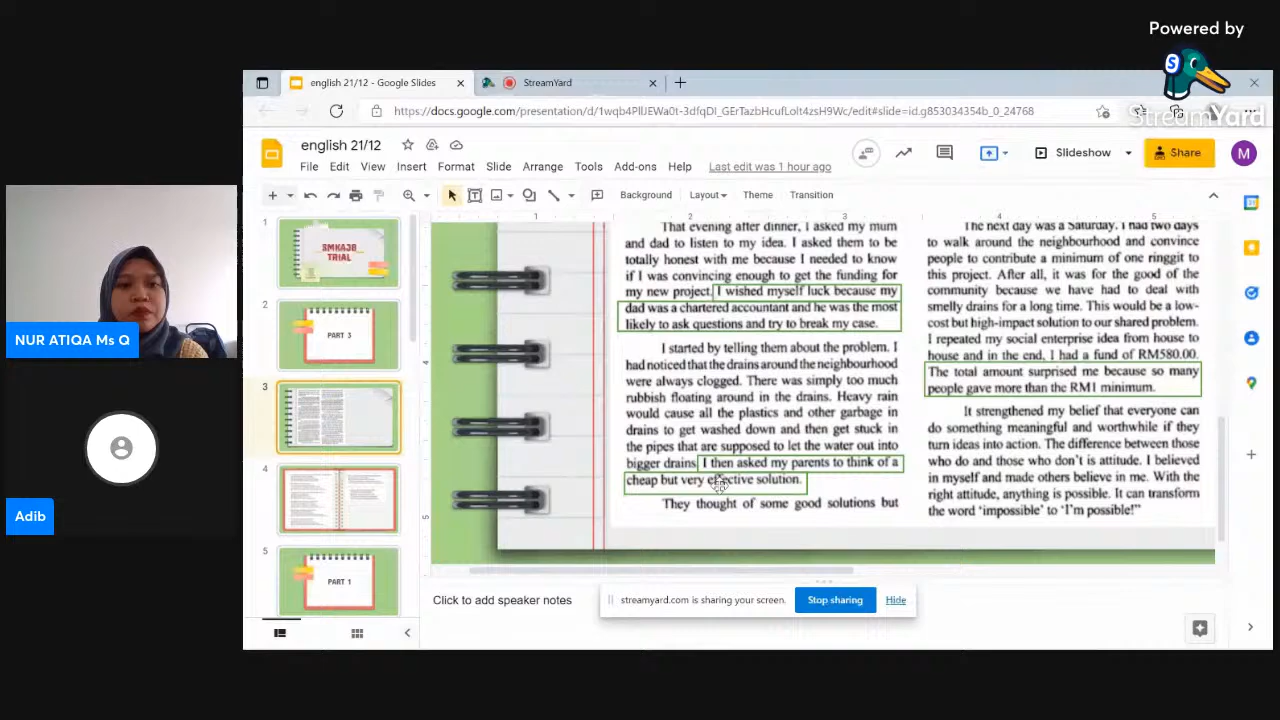 Powered by
StreamYard
english 21/12 - Google Slides
StreamYard
https://docs.google.com/presentation/d/1wqb4PlUEWa0t-3dfqDI_GErTazbHcufLolt4zsH9Wc/edit#slide=id.g8530343354b_0_24768
english 21/12
File Edit View Insert Format Slide Arrange Tools Add-ons Help Last edit was 1 hour ago
Slideshow
Share
M
Background Layout Theme Transition
1
SMKA3B
TRIAL
2
PART 3
3
4
5
PART 1
1 2 3 4 5
4
5
That evening after dinner, I asked my mum
and dad to listen to my idea. I asked them to be
totally honest with me because I needed to know
if I was convincing enough to get the funding for
my new project. I wished myself luck because my
dad was a chartered accountant and he was the most
likely to ask questions and try to break my case.
I started by telling them about the problem. I
had noticed that the drains around the neighbourhood
were always clogged. There was simply too much
rubbish floating around in the drains. Heavy rain
would cause all the plastics and other garbage in
drains to get washed down and then get stuck in
the pipes that are supposed to let the water out into
bigger drains. I then asked my parents to think of a
cheap but very effective solution.
They thought of some good solutions but
The next day was a Saturday. I had two days
to walk around the neighbourhood and convince
people to contribute a minimum of one ringgit to
this project. After all, it was for the good of the
community because we have had to deal with
smelly drains for a long time. This would be a low-
cost but high-impact solution to our shared problem.
I repeated my social enterprise idea from house to
house and in the end, I had a fund of RM580.00.
The total amount surprised me because so many
people gave more than the RM1 minimum.
It strengthened my belief that everyone can
do something meaningful and worthwhile if they
turn ideas into action. The difference between those
who do and those who don't is attitude. I believed
in myself and made others believe in me. With the
right attitude, anything is possible. It can transform
the word 'impossible' to 'I'm possible!"
Click to add speaker notes
streamyard.com is sharing your screen.
Stop sharing
Hide
NUR ATIQA Ms Q
Adib